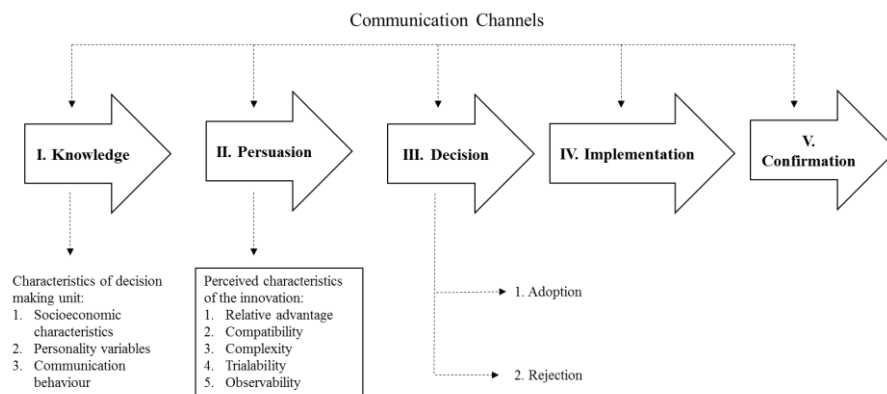 Communication Channels
I. Knowledge
II. Persuasion
III. Decision
IV. Implementation
V.
Confirmation
Characteristics of decision
making unit:
1. Socioeconomic
characteristics
2. Personality variables
3. Communication
behaviour
Perceived characteristics
of the innovation:
1. Relative advantage
2. Compatibility
3. Complexity
4. Trialability
5. Observability
1. Adoption
2. Rejection